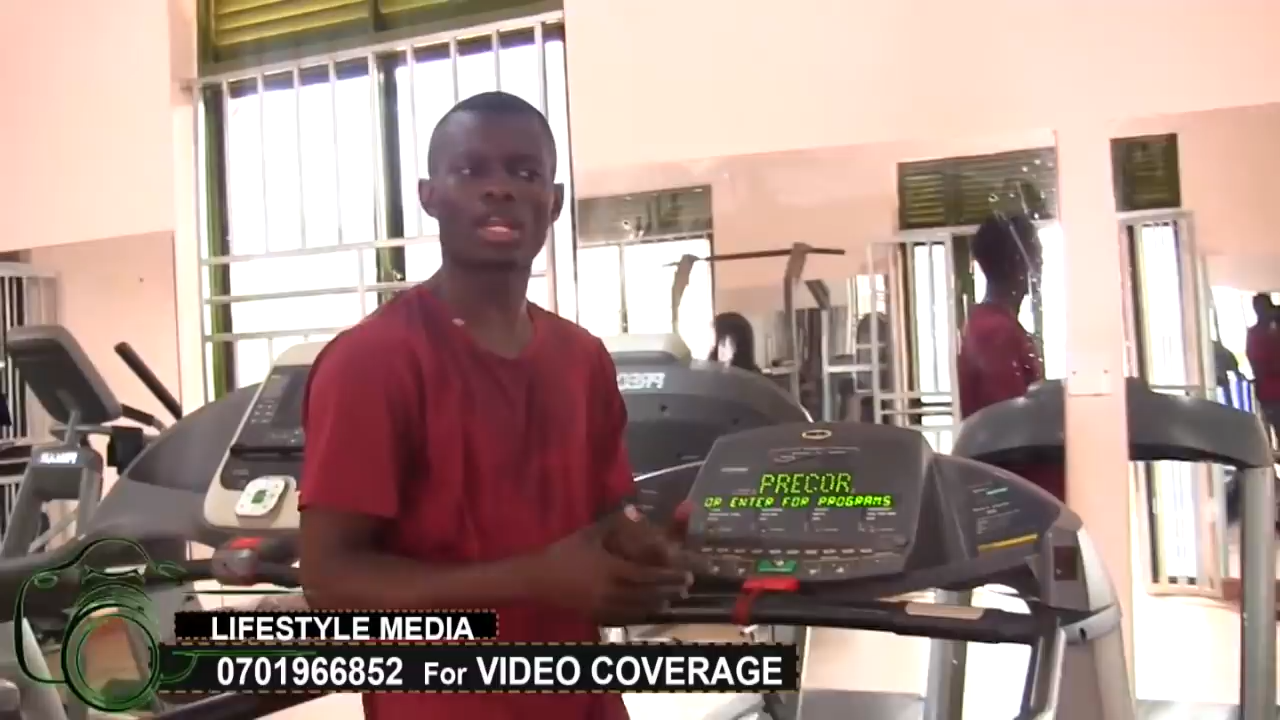 PRECOR
OR ENTER FOR PROGRAMS
LIFESTYLE MEDIA
0701966852 For VIDEO COVERAGE